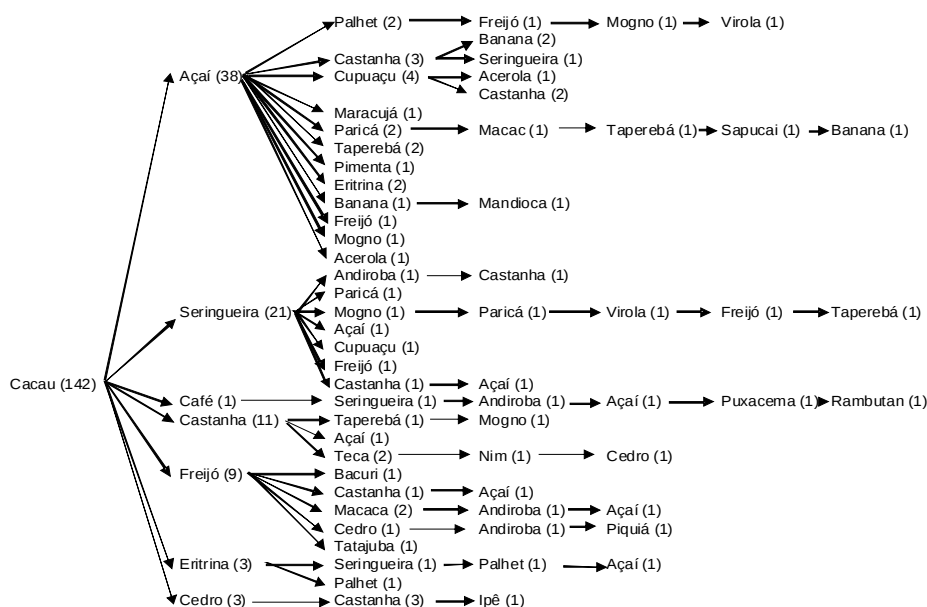 Palhet (2) Freijó (1) Mogno (1) Virola (1)
Banana (2)
Castanha (3) Seringueira (1)
Açaí (38) Cupuaçu (4) Acerola (1)
Castanha (2)
Maracujá (1)
Paricá (2) Macac (1) Taperebá (1) Sapucai (1) Banana (1)
Taperebá (2)
Pimenta (1)
Eritrina (2)
Banana (1) Mandioca (1)
Freijó (1)
Mogno (1)
Acerola (1)
Andiroba (1) Castanha (1)
Paricá (1)
Seringueira (21) Mogno (1) Paricá (1) Virola (1) Freijó (1) Taperebá (1)
Açaí (1)
Cupuaçu (1)
Freijó (1)
Cacau (142) Castanha (1) Açaí (1)
Café (1) Seringueira (1) Andiroba (1) Açaí (1) Puxacema (1) Rambutan (1)
Castanha (11) Taperebá (1) Mogno (1)
Açaí (1)
Teca (2) Nim (1) Cedro (1)
Freijó (9) Bacuri (1)
Castanha (1) Açaí (1)
Macaca (2) Andiroba (1) Açaí (1)
Cedro (1) Andiroba (1) Piquiá (1)
Tatajuba (1)
Eritrina (3) Seringueira (1) Palhet (1) Açaí (1)
Palhet (1)
Cedro (3) Castanha (3) Ipê (1)